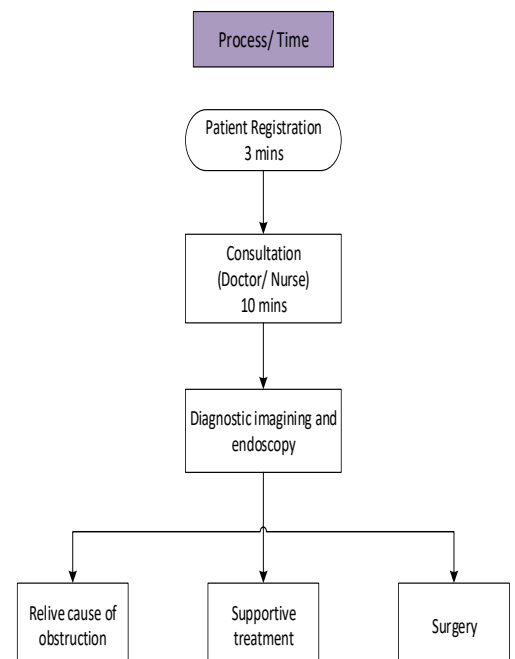 Process/ Time
Patient Registration
3 mins
Consultation
(Doctor/ Nurse)
10 mins
Diagnostic imagining and
endoscopy
Relive cause of
obstruction
Supportive
treatment
Surgery